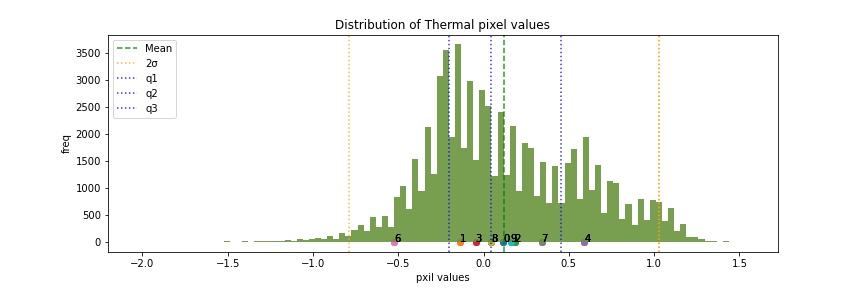 Distribution of Thermal pixel values
Mean
2σ
q1
q2
q3
freq
3500
3000
2500
2000
1500
1000
500
0
6 1 3 8 0 9 2 7 4
−2.0 −1.5 −1.0 −0.5 0.0 0.5 1.0 1.5
pxil values